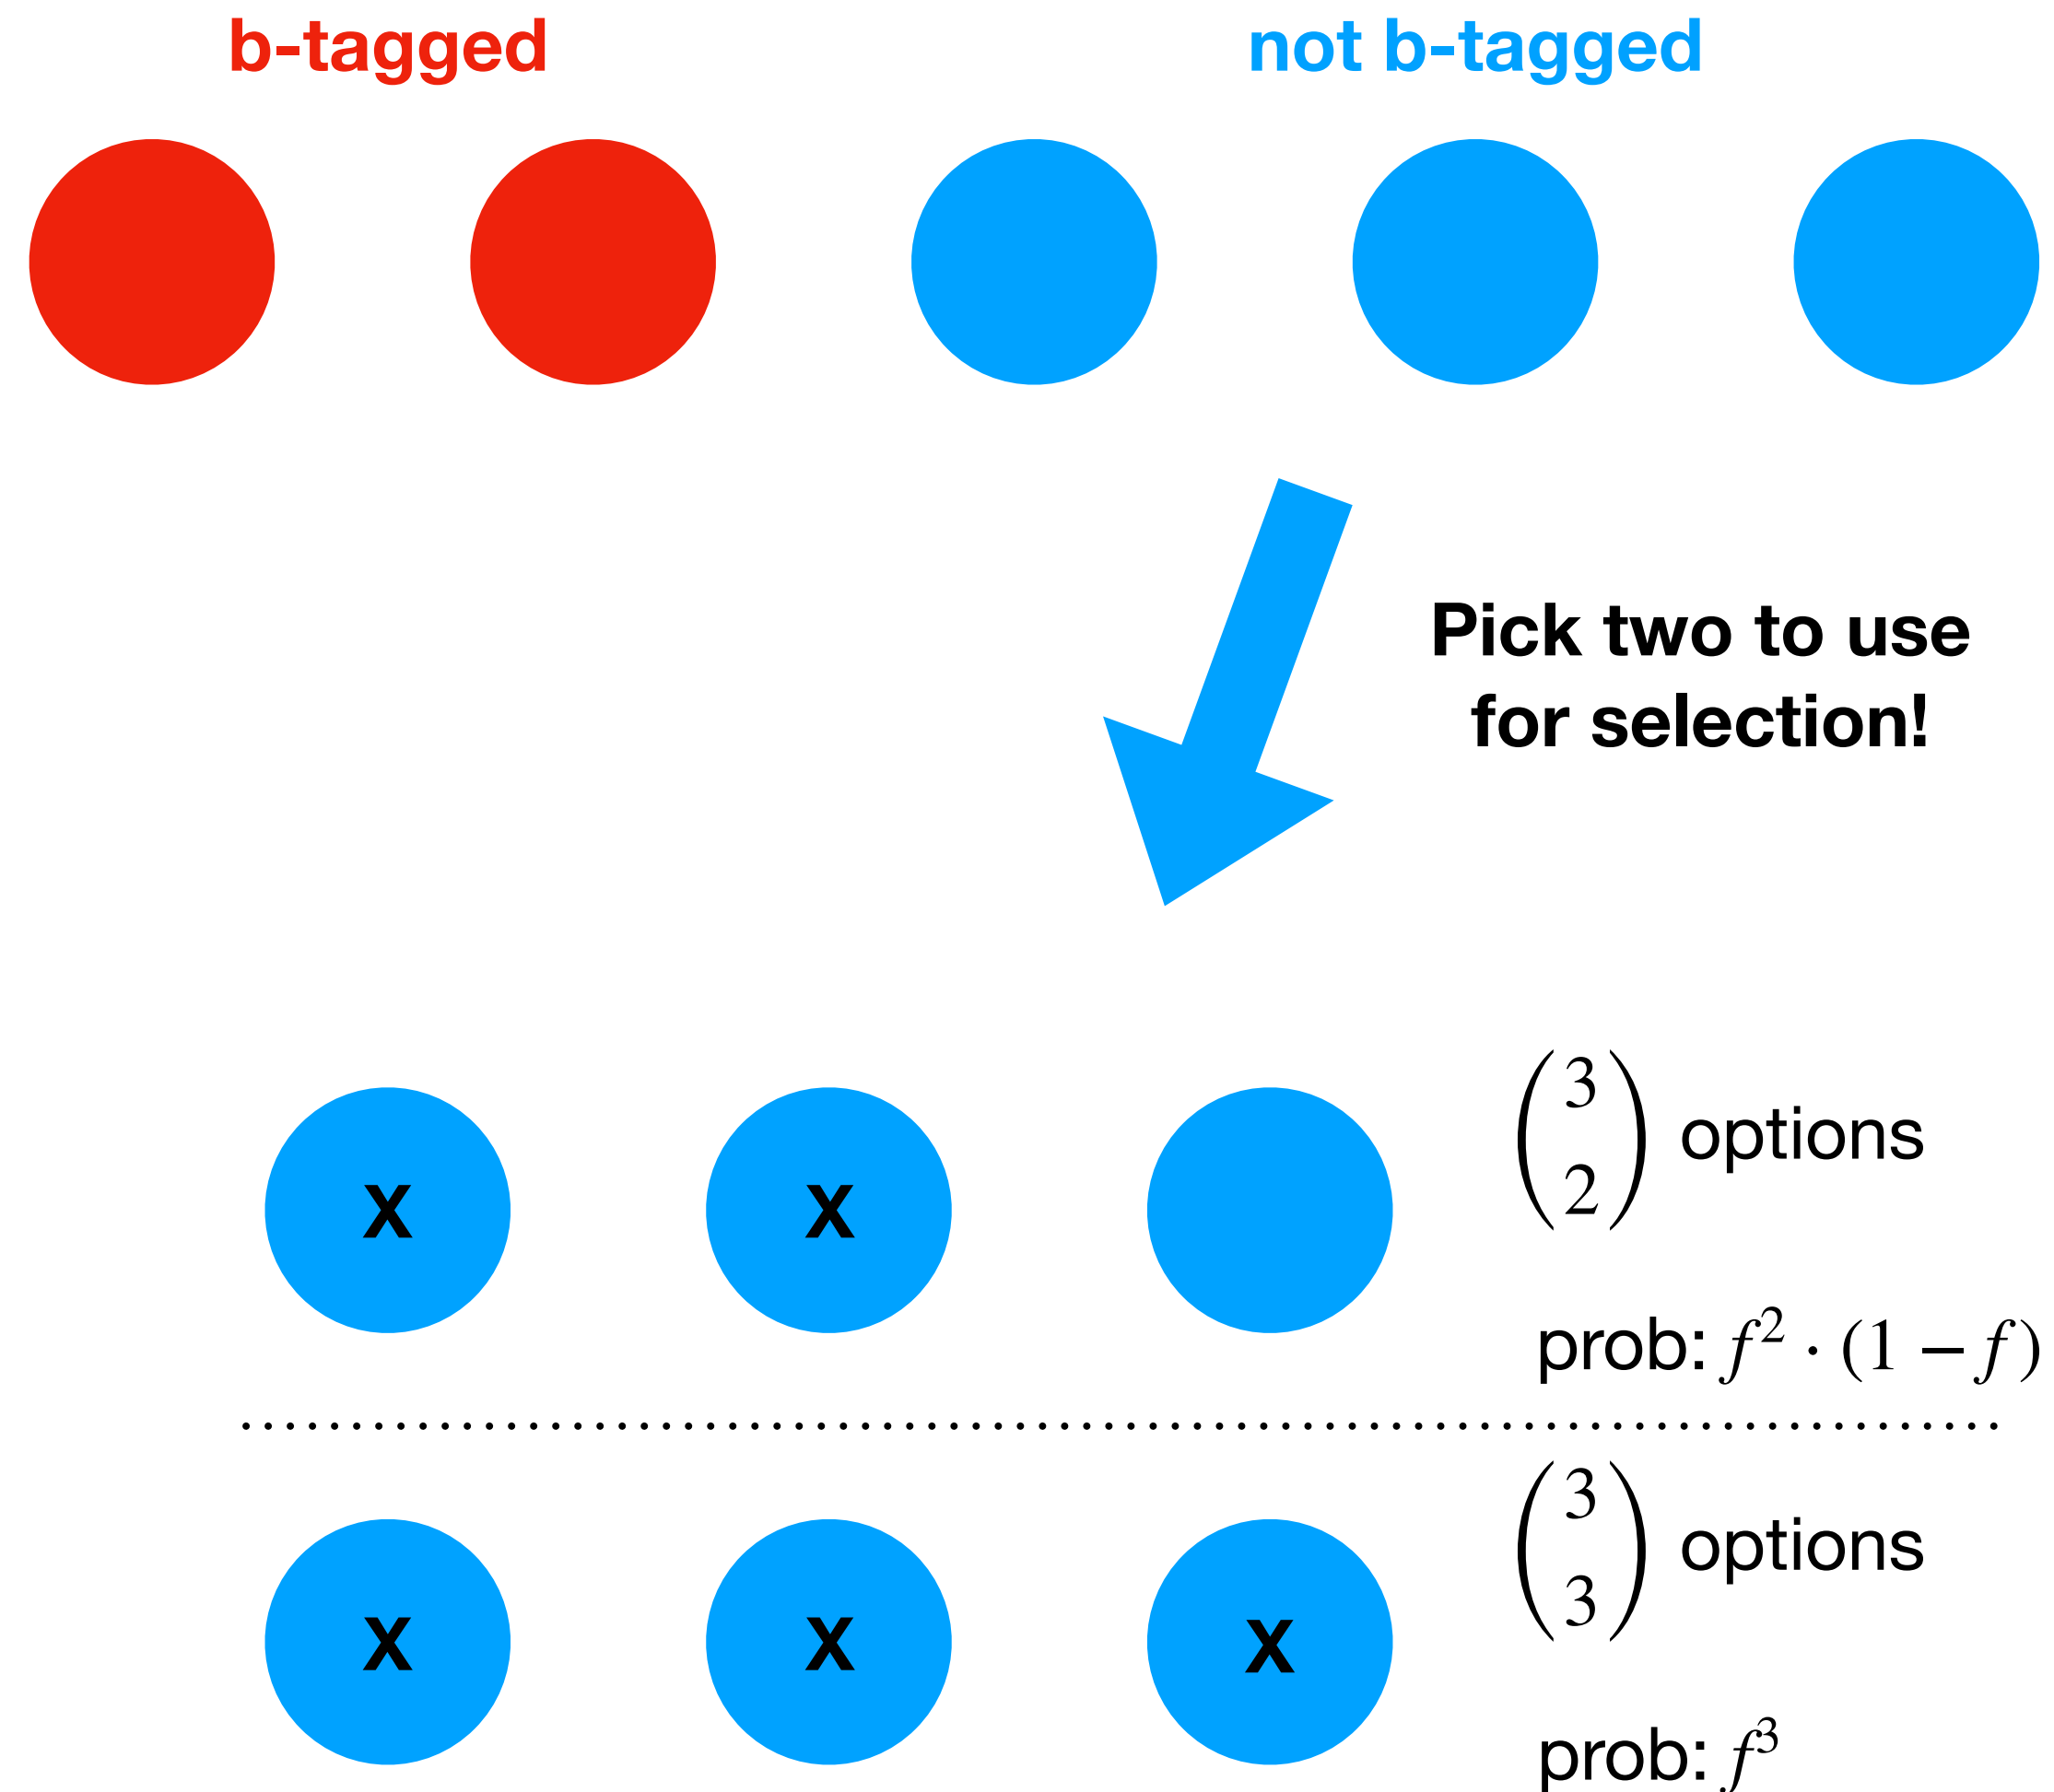 b-tagged
not b-tagged
Pick two to use
for selection!
(3 2) options
x x
prob: f² · (1 − f)
(3 3) options
x x x
prob: f³